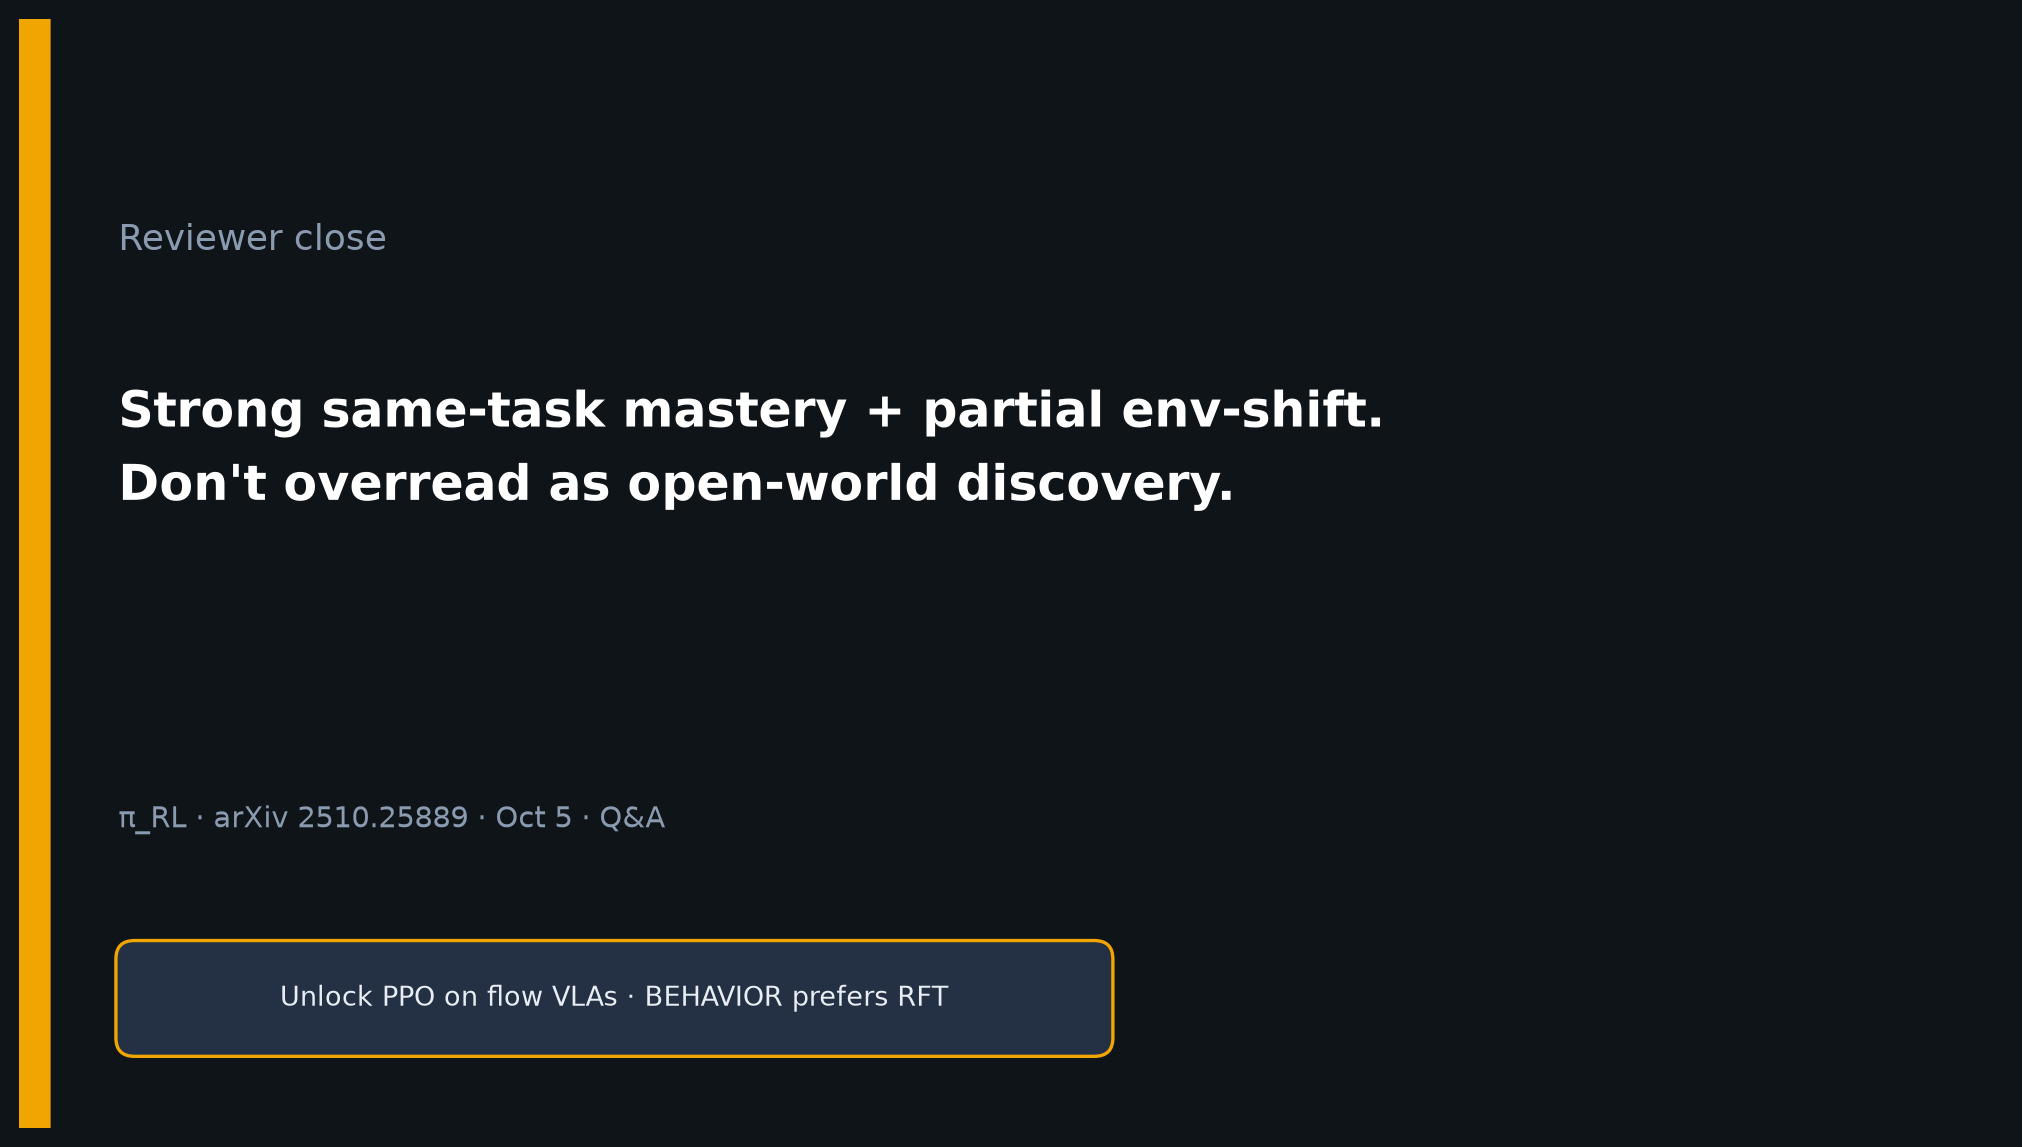 Reviewer close
Strong same-task mastery + partial env-shift.
Don't overread as open-world discovery.
π_RL · arXiv 2510.25889 · Oct 5 · Q&A
Unlock PPO on flow VLAs · BEHAVIOR prefers RFT